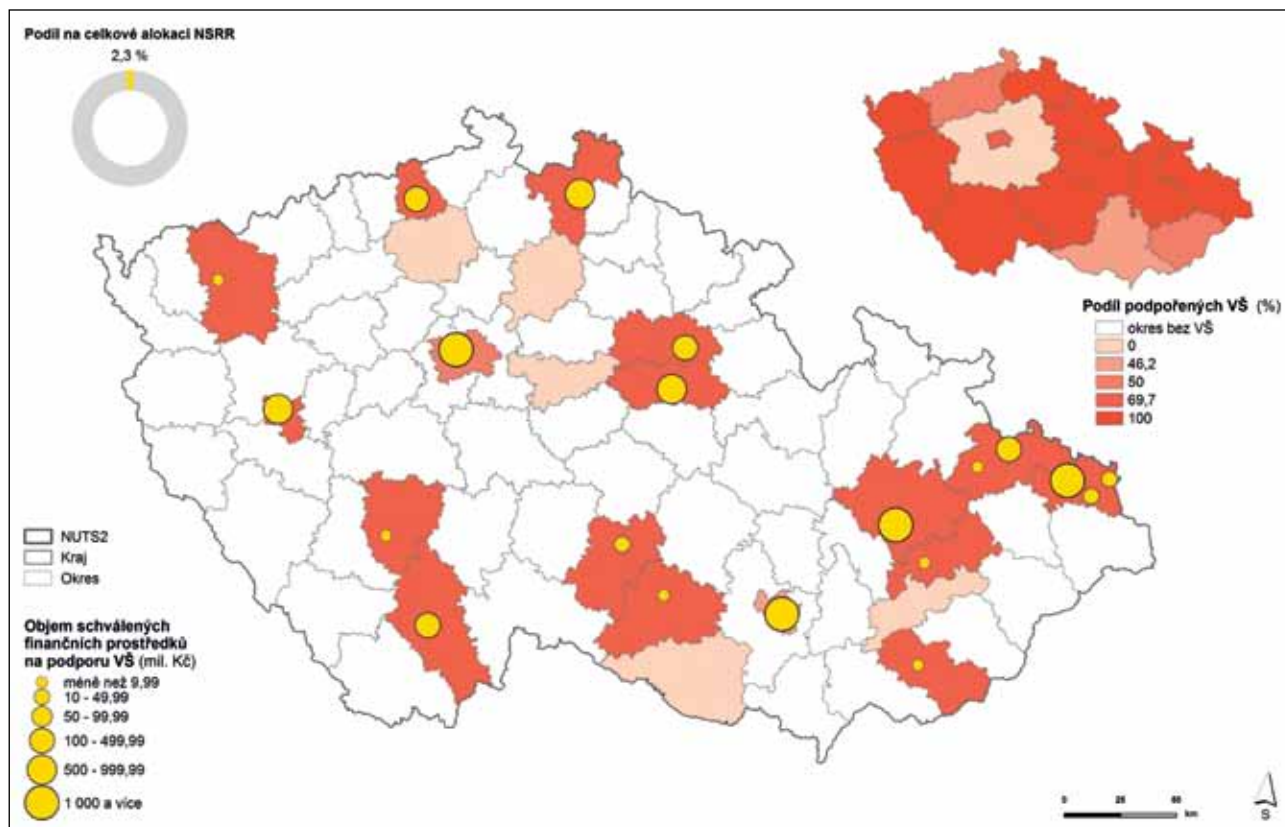 Podíl na celkové alokaci NSRR
2,3 %
Podíl podpořených VŠ (%)
okres bez VŠ
0
46,2
50
69,7
100
NUTS2
Kraj
Okres
Objem schválených
finančních prostředků
na podporu VŠ (mil. Kč)
méně než 9,99
10 - 49,99
50 - 99,99
100 - 499,99
500 - 999,99
1 000 a více
0
km
S